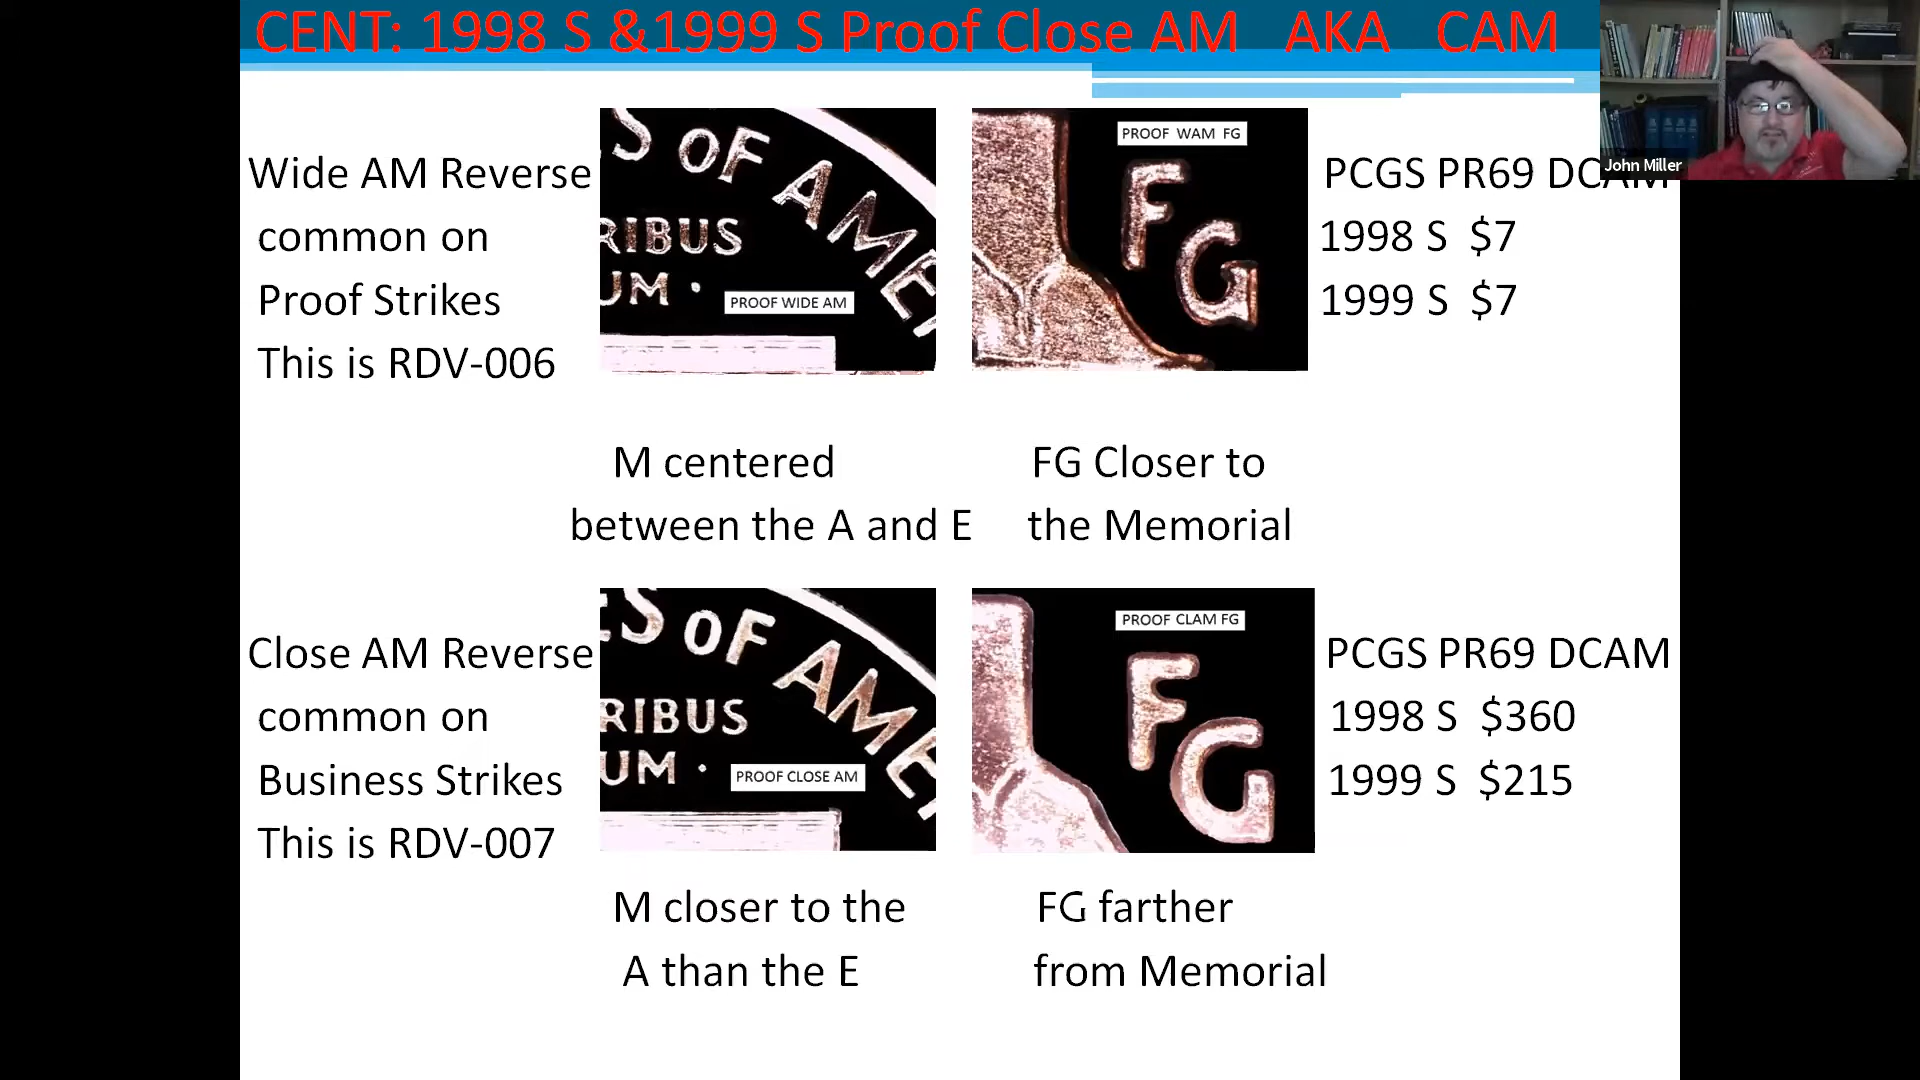 CENT: 1998 S &1999 S Proof Close AM AKA CAM
John Miller
Wide AM Reverse
common on
Proof Strikes
This is RDV-006
S OF AMER
RIBUS
UM ·
PROOF WIDE AM
PROOF WAM FG
FG
PCGS PR69 DCAM
1998 S $7
1999 S $7
M centered
between the A and E
FG Closer to
the Memorial
Close AM Reverse
common on
Business Strikes
This is RDV-007
ES OF AMER
RIBUS
UM ·
PROOF CLOSE AM
PROOF CLAM FG
FG
PCGS PR69 DCAM
1998 S $360
1999 S $215
M closer to the
A than the E
FG farther
from Memorial